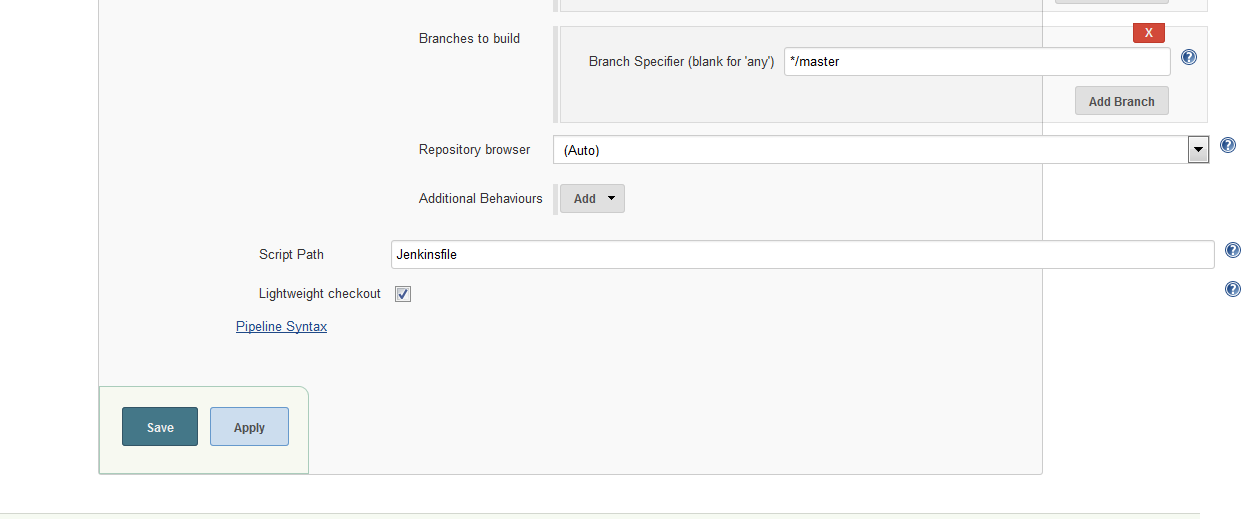 Branches to build
X
Branch Specifier (blank for 'any') */master
Add Branch
Repository browser (Auto)
Additional Behaviours Add
Script Path Jenkinsfile
Lightweight checkout
Pipeline Syntax
Save Apply